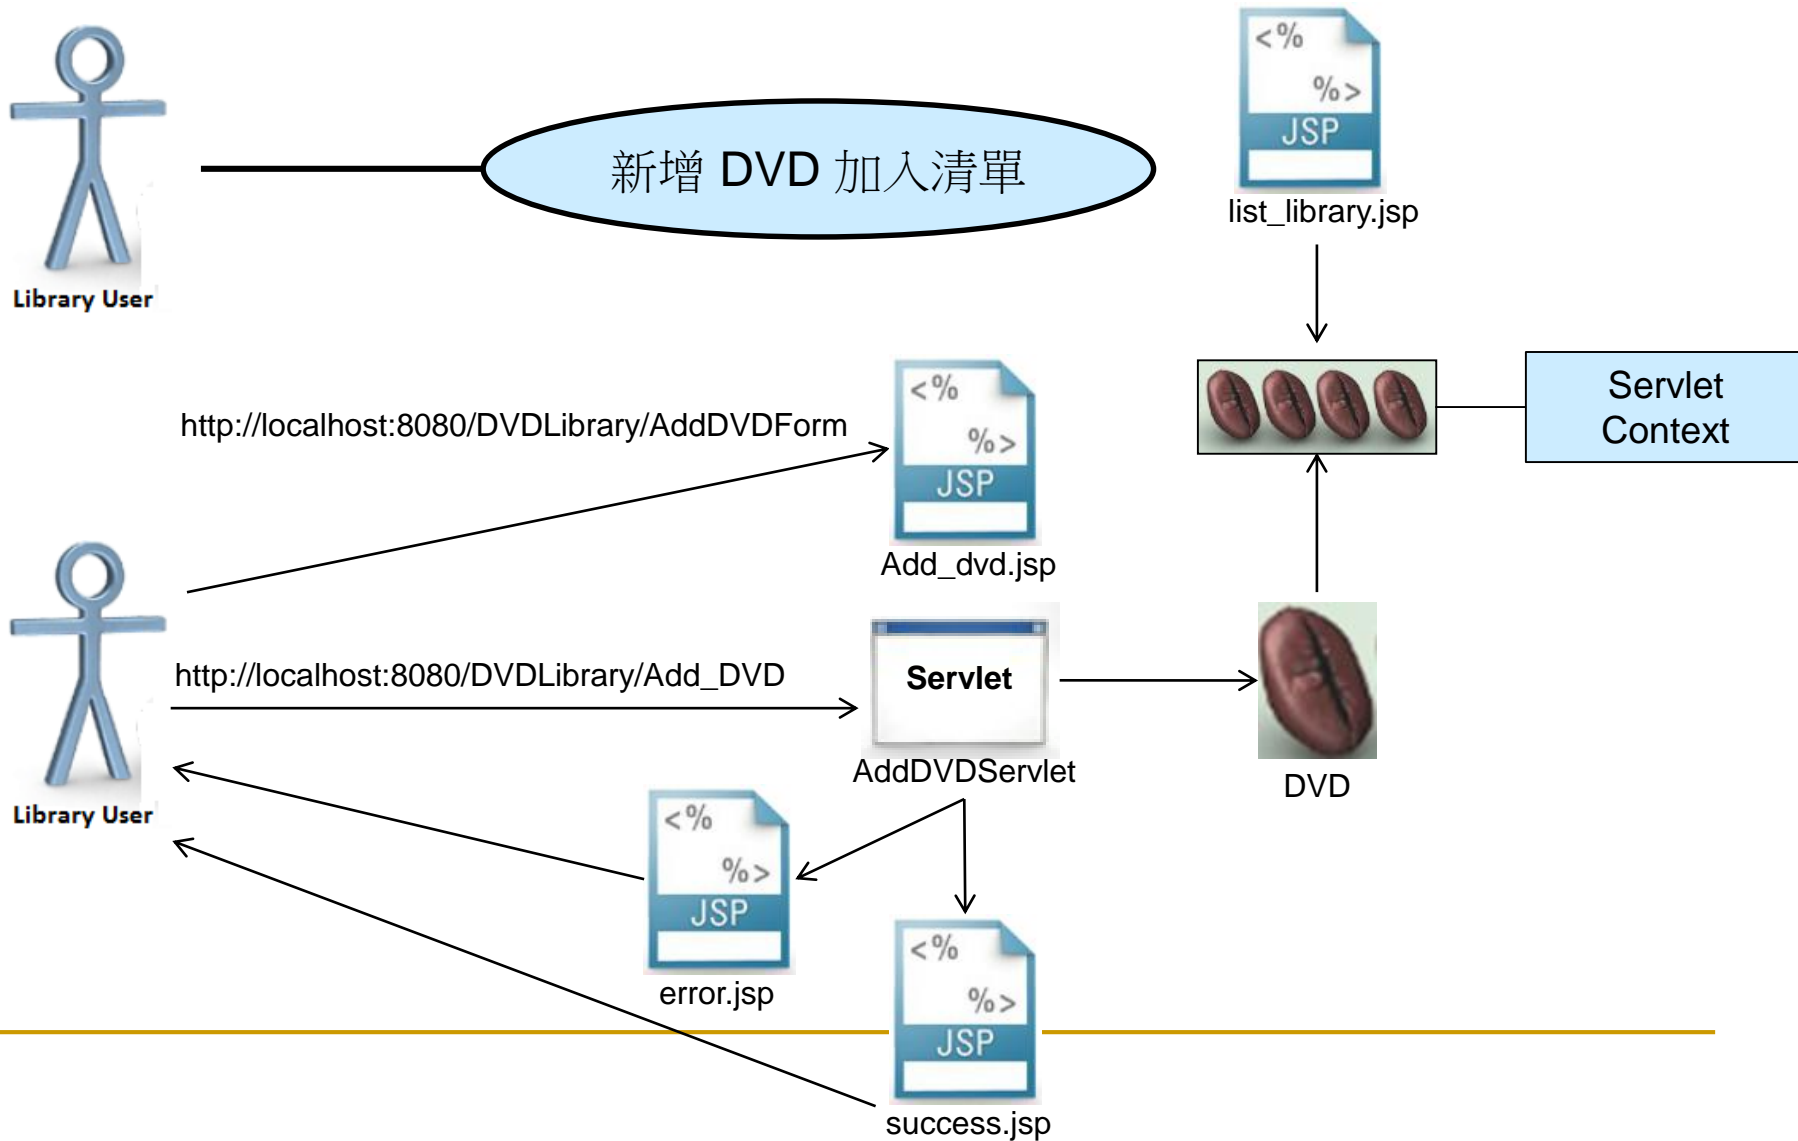 <%
%>
JSP
list_library.jsp
新增 DVD 加入清單
Library User
Servlet
Context
http://localhost:8080/DVDLibrary/AddDVDForm
<%
%>
JSP
Add_dvd.jsp
http://localhost:8080/DVDLibrary/Add_DVD
Servlet
AddDVDServlet
DVD
Library User
<%
%>
JSP
error.jsp
<%
%>
JSP
success.jsp